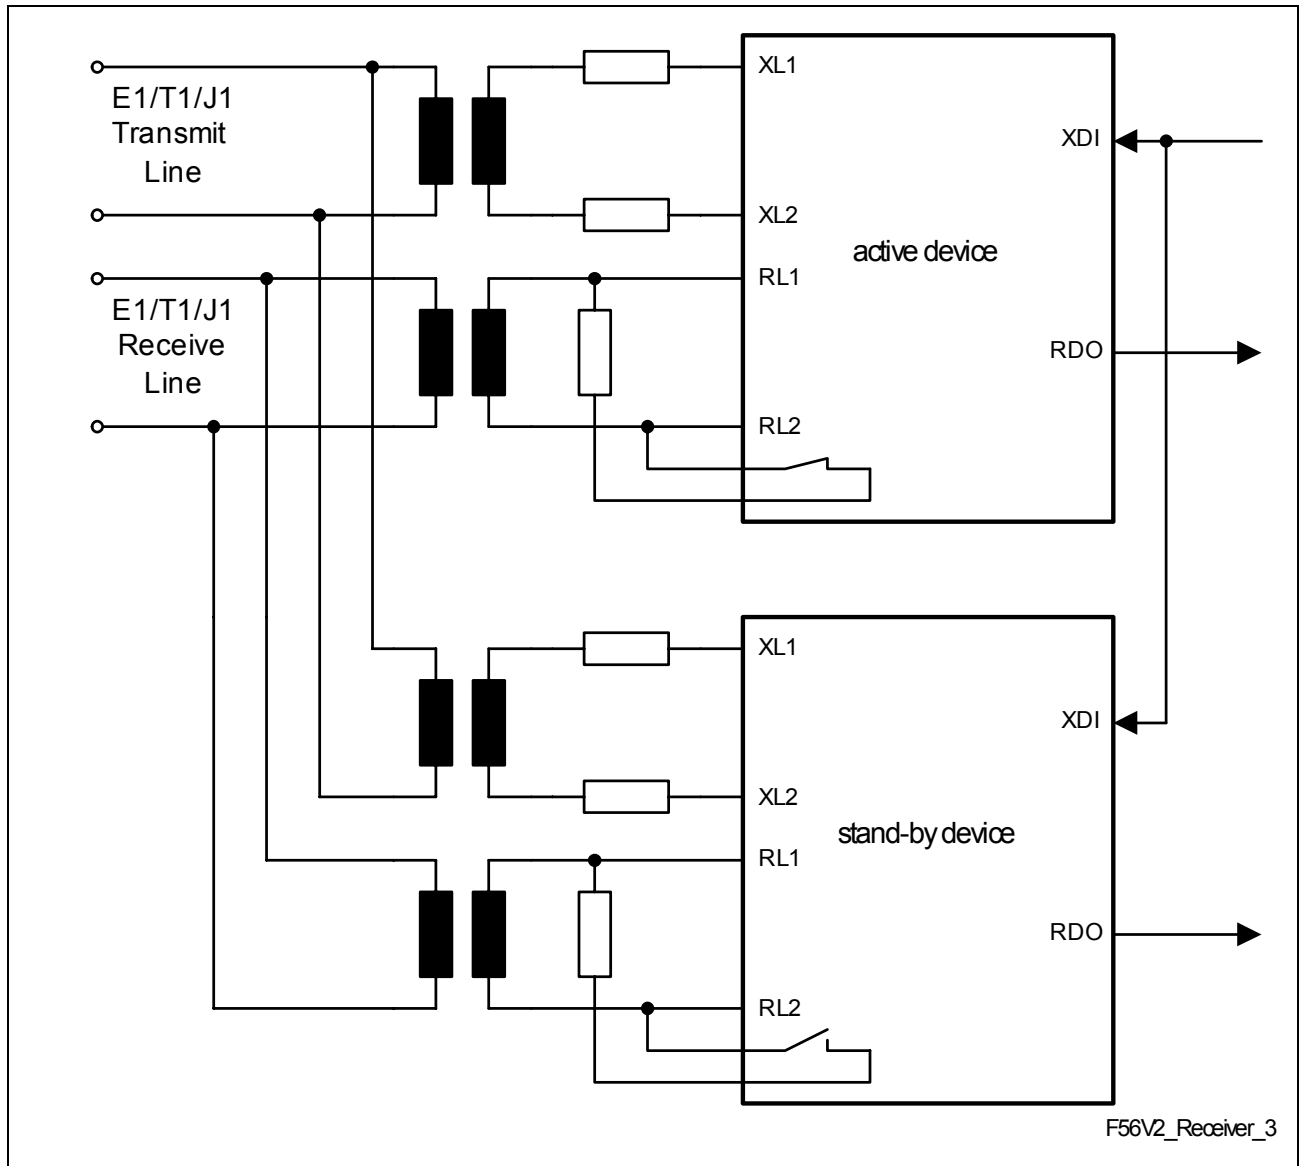 E1/T1/J1
Transmit
Line
E1/T1/J1
Receive
Line
XL1
XDI
XL2
active device
RL1
RDO
RL2
XL1
XDI
XL2
stand-by device
RL1
RDO
RL2
F56V2_Receiver_3